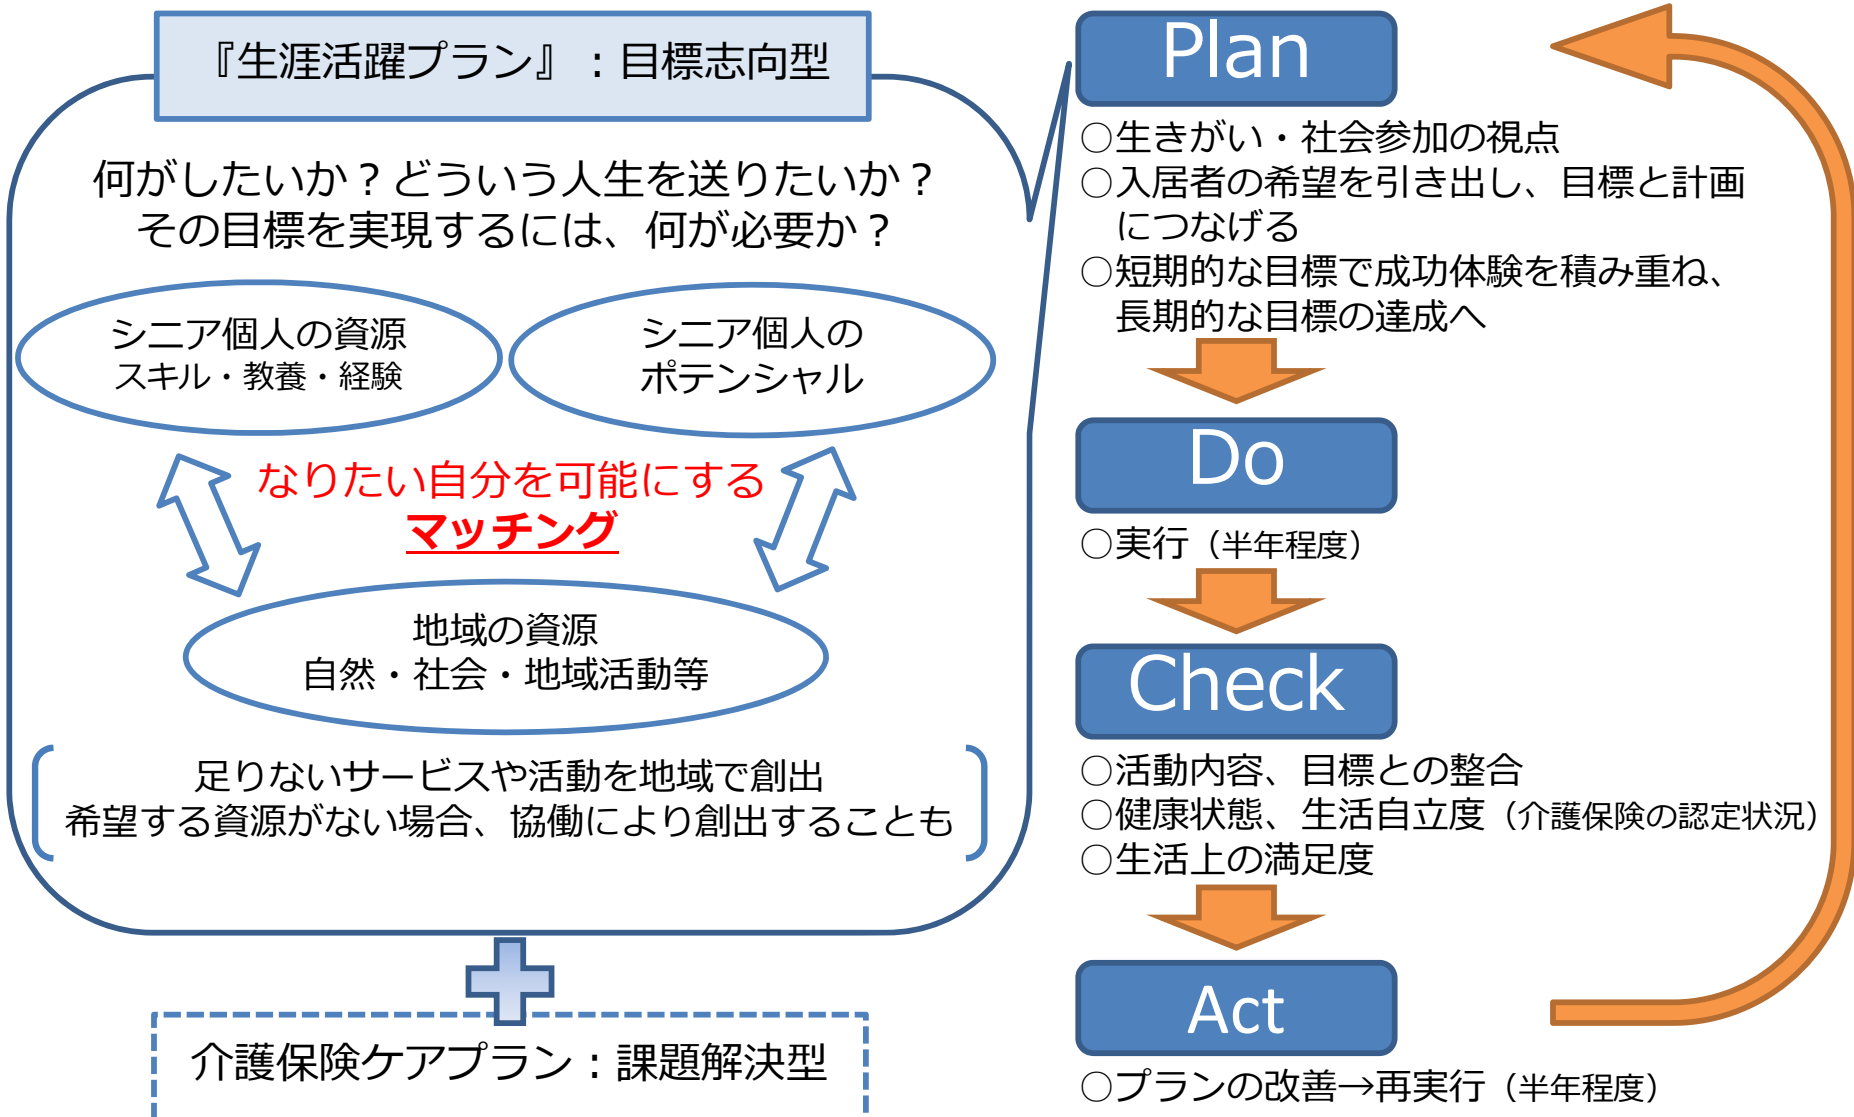 『生涯活躍プラン』：目標志向型
何がしたいか？どういう人生を送りたいか？
その目標を実現するには、何が必要か？
シニア個人の資源
スキル・教養・経験
シニア個人の
ポテンシャル
なりたい自分を可能にする
マッチング
地域の資源
自然・社会・地域活動等
足りないサービスや活動を地域で創出
希望する資源がない場合、協働により創出することも
介護保険ケアプラン：課題解決型
Plan
○生きがい・社会参加の視点
○入居者の希望を引き出し、目標と計画
につなげる
○短期的な目標で成功体験を積み重ね、
長期的な目標の達成へ
Do
○実行（半年程度）
Check
○活動内容、目標との整合
○健康状態、生活自立度（介護保険の認定状況）
○生活上の満足度
Act
○プランの改善→再実行（半年程度）